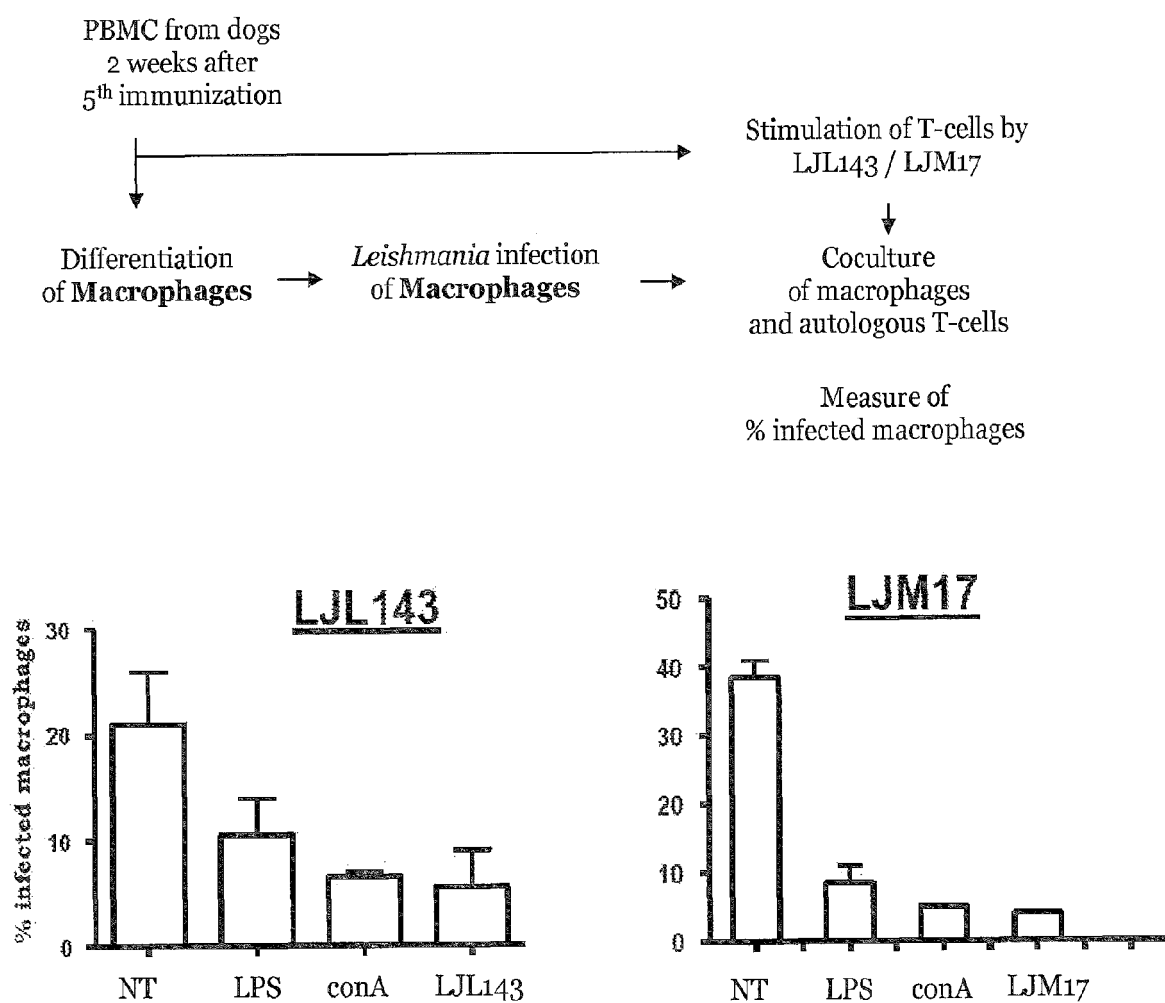 PBMC from dogs
2 weeks after
5th immunization
Stimulation of T-cells by
LJL143 / LJM17
Differentiation
of Macrophages
Leishmania infection
of Macrophages
Coculture
of macrophages
and autologous T-cells
Measure of
% infected macrophages
LJL143
% infected macrophages
30
20
10
0
NT LPS conA LJL143
LJM17
50
40
30
20
10
0
NT LPS conA LJM17